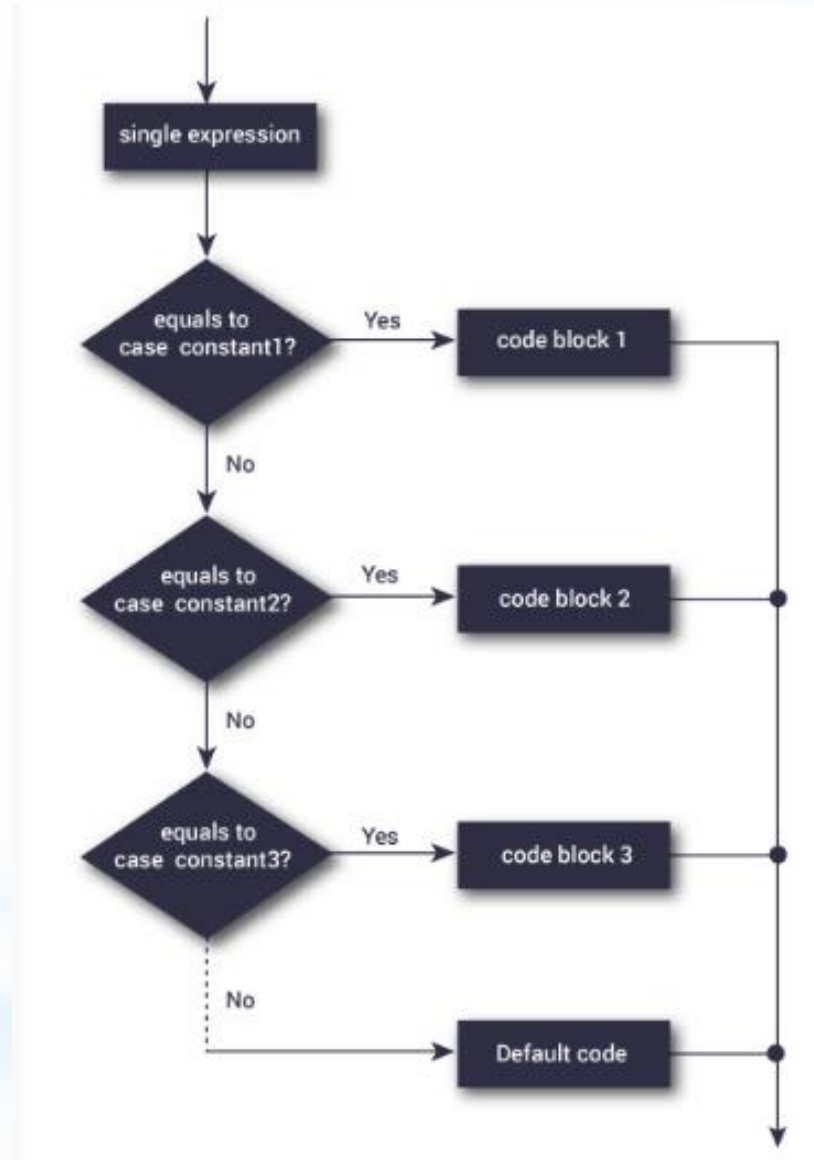 single expression
equals to
case constant1?
Yes
code block 1
No
equals to
case constant2?
Yes
code block 2
No
equals to
case constant3?
Yes
code block 3
No
Default code